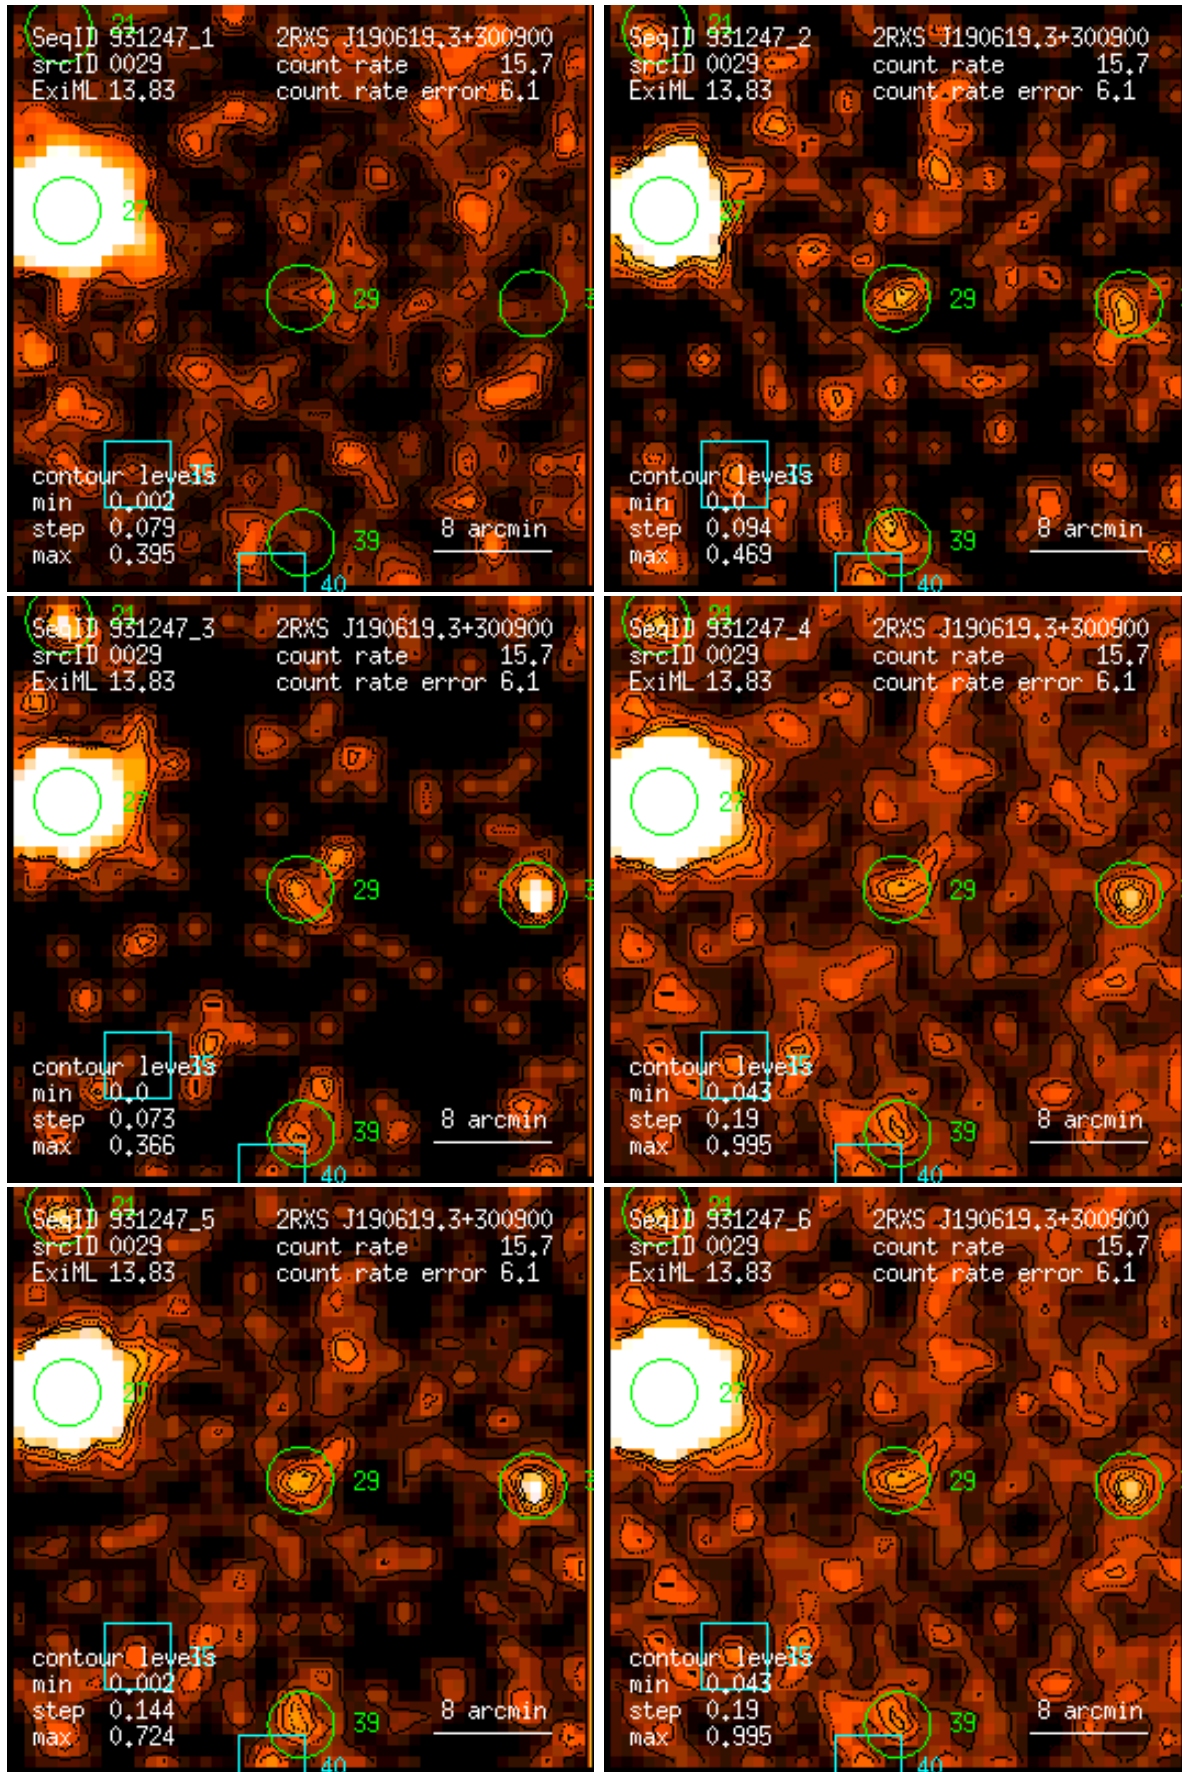 21
SeqID 931247_1 2RXS J190619.3+300900
srcID 0029 count rate 15.7
ExiML 13.83 count rate error 6.1
27
29
3
contour levels 35
min 0.002
step 0.079 8 arcmin
max 0.395 39
40
21
SeqID 931247_2 2RXS J190619.3+300900
srcID 0029 count rate 15.7
ExiML 13.83 count rate error 6.1
27
29
contour levels 35
min 0.0
step 0.094 8 arcmin
max 0.469 39
40
21
SeqID 931247_3 2RXS J190619.3+300900
srcID 0029 count rate 15.7
ExiML 13.83 count rate error 6.1
27
29
3
contour levels 35
min 0.0
step 0.073 8 arcmin
max 0.366 39
40
21
SeqID 931247_4 2RXS J190619.3+300900
srcID 0029 count rate 15.7
ExiML 13.83 count rate error 6.1
27
29
contour levels 35
min 0.043
step 0.19 8 arcmin
max 0.995 39
40
21
SeqID 931247_5 2RXS J190619.3+300900
srcID 0029 count rate 15.7
ExiML 13.83 count rate error 6.1
27
29
3
contour levels 35
min 0.002
step 0.144 8 arcmin
max 0.724 39
40
21
SeqID 931247_6 2RXS J190619.3+300900
srcID 0029 count rate 15.7
ExiML 13.83 count rate error 6.1
27
29
contour levels 35
min 0.043
step 0.19 8 arcmin
max 0.995 39
40